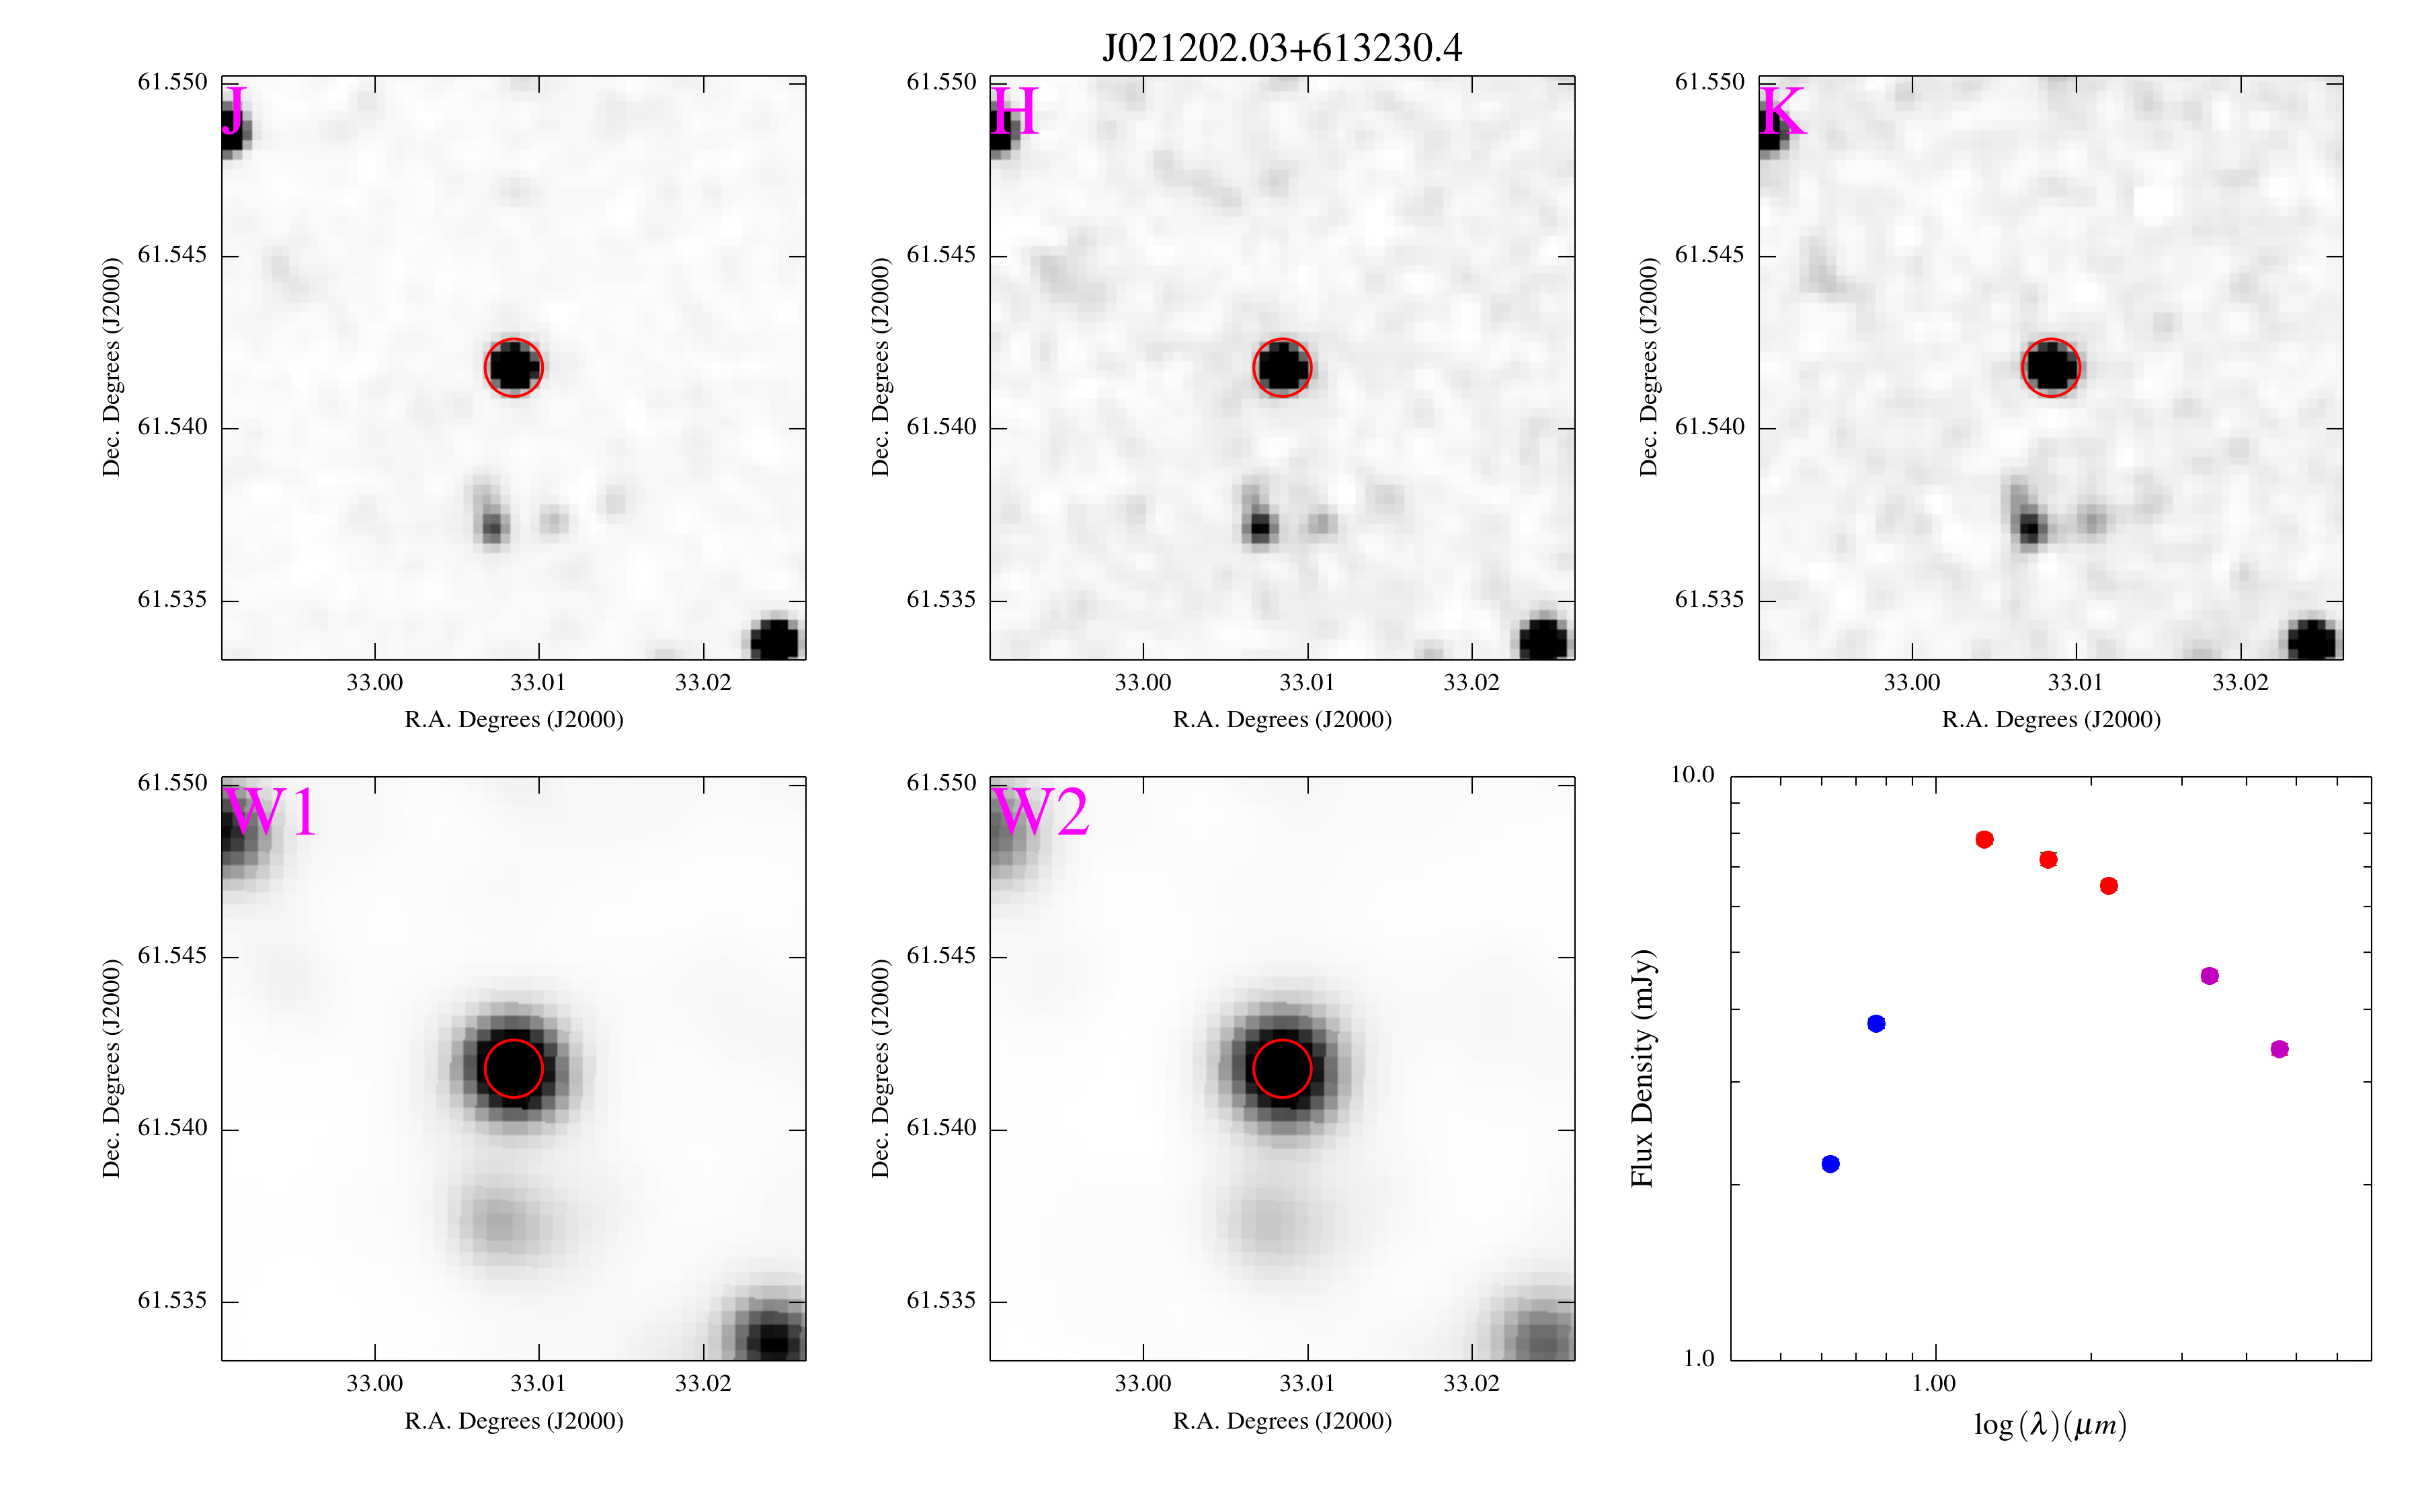 J021202.03+613230.4
J
61.550
61.545
61.540
61.535
Dec. Degrees (J2000)
33.00 33.01 33.02
R.A. Degrees (J2000)
H
61.550
61.545
61.540
61.535
Dec. Degrees (J2000)
33.00 33.01 33.02
R.A. Degrees (J2000)
K
61.550
61.545
61.540
61.535
Dec. Degrees (J2000)
33.00 33.01 33.02
R.A. Degrees (J2000)
W1
61.550
61.545
61.540
61.535
Dec. Degrees (J2000)
33.00 33.01 33.02
R.A. Degrees (J2000)
W2
61.550
61.545
61.540
61.535
Dec. Degrees (J2000)
33.00 33.01 33.02
R.A. Degrees (J2000)
10.0
1.0
Flux Density (mJy)
1.00
log (λ)(μm)